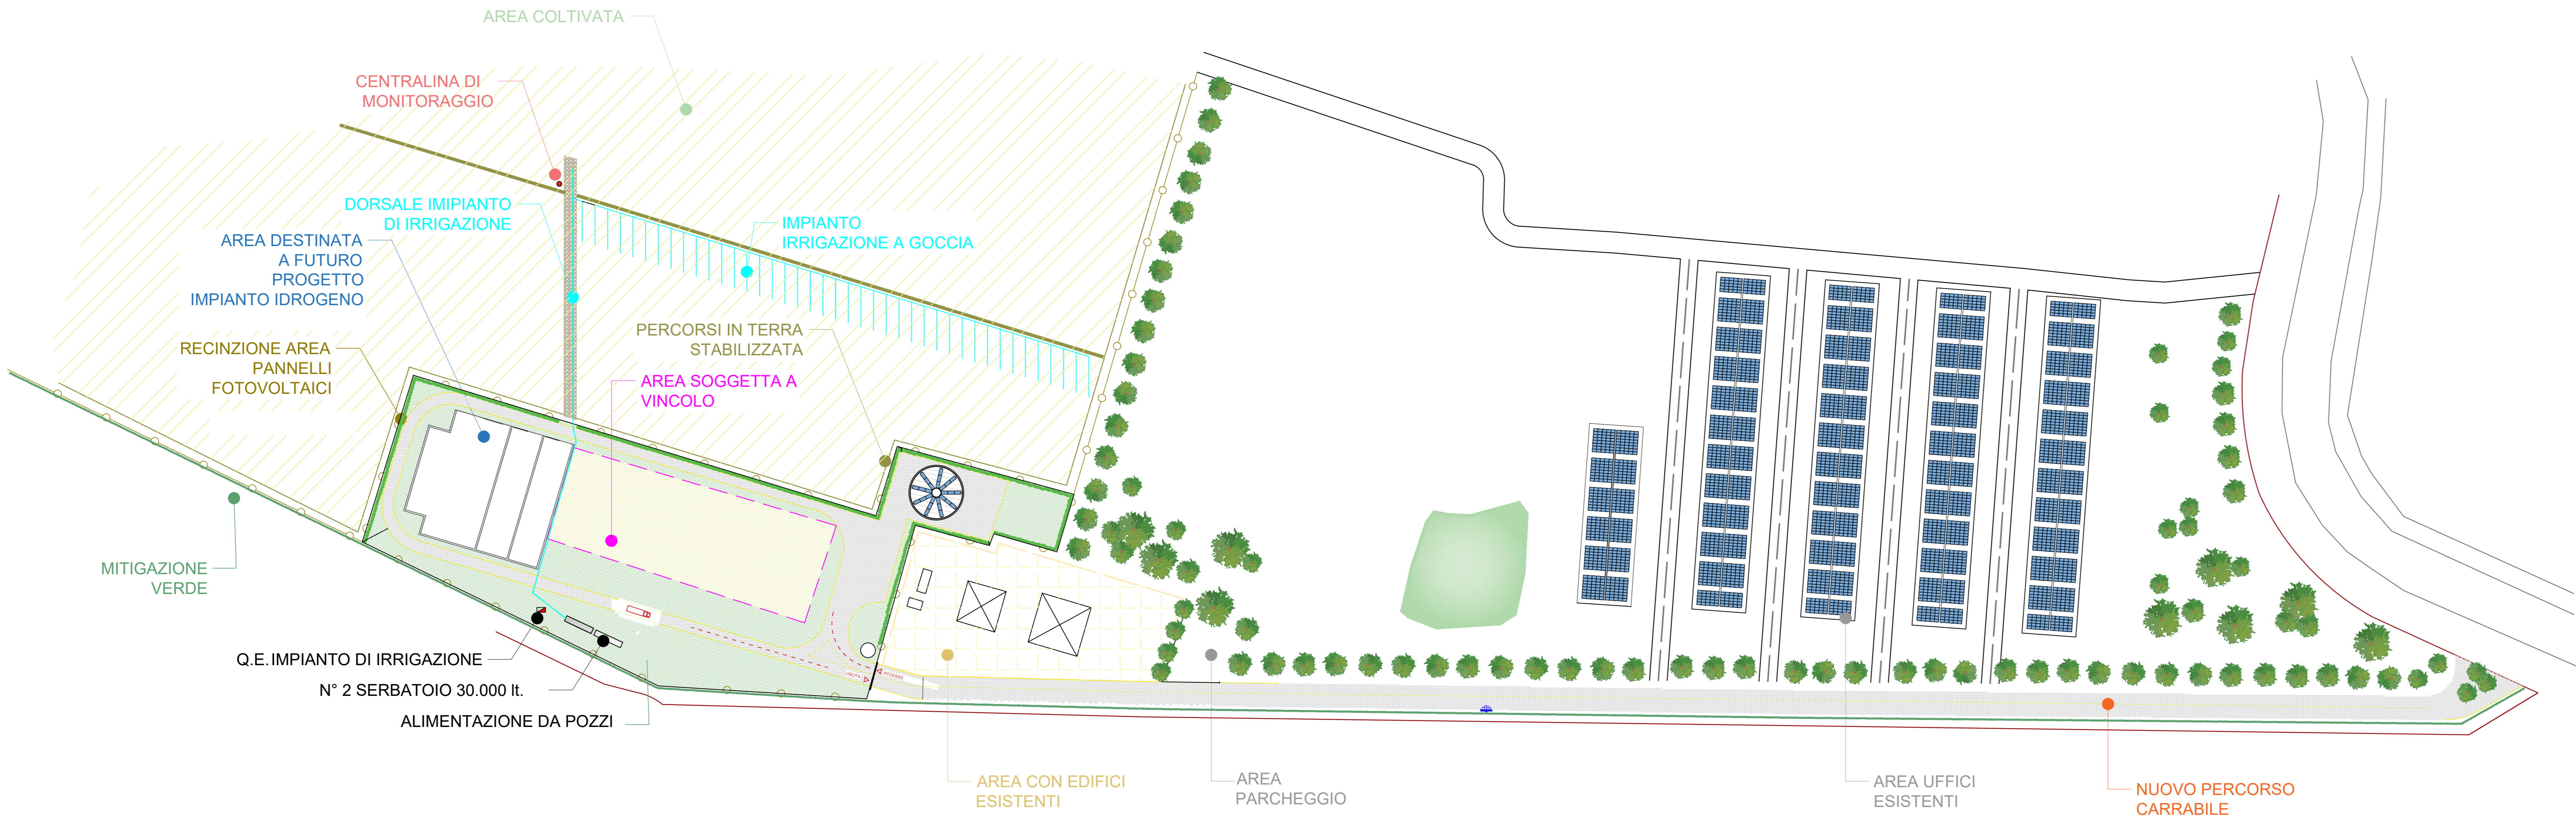 AREA COLTIVATA
CENTRALINA DI
MONITORAGGIO
DORSALE IMIPIANTO
DI IRRIGAZIONE
IMPIANTO
IRRIGAZIONE A GOCCIA
AREA DESTINATA
A FUTURO
PROGETTO
IMPIANTO IDROGENO
PERCORSI IN TERRA
STABILIZZATA
RECINZIONE AREA
PANNELLI
FOTOVOLTAICI
AREA SOGGETTA A
VINCOLO
MITIGAZIONE
VERDE
Q.E. IMPIANTO DI IRRIGAZIONE
N° 2 SERBATOIO 30.000 lt.
ALIMENTAZIONE DA POZZI
USCITA
ACCESSO
AREA CON EDIFICI
ESISTENTI
AREA
PARCHEGGIO
AREA UFFICI
ESISTENTI
NUOVO PERCORSO
CARRABILE